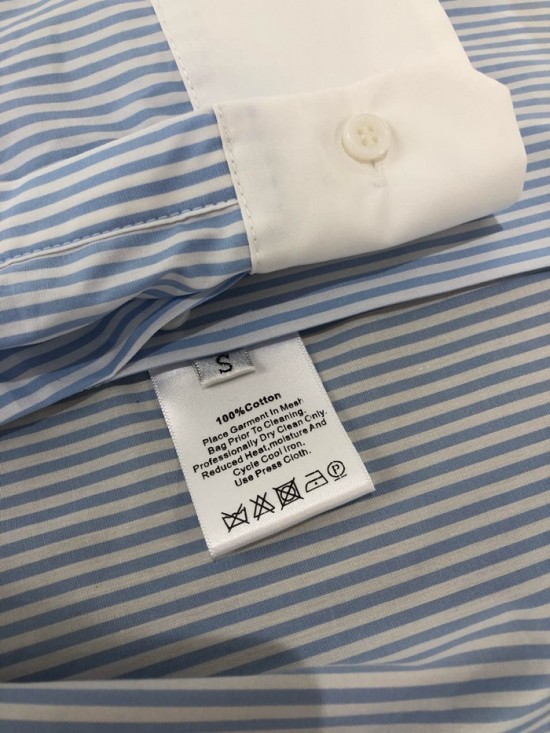 S
100%Cotton
Place Garment In Mesh
Bag Prior To Cleaning.
Professionally Dry Clean Only.
Reduced Heat,moisture And
Cycle Cool Iron.
Use Press Cloth.
P